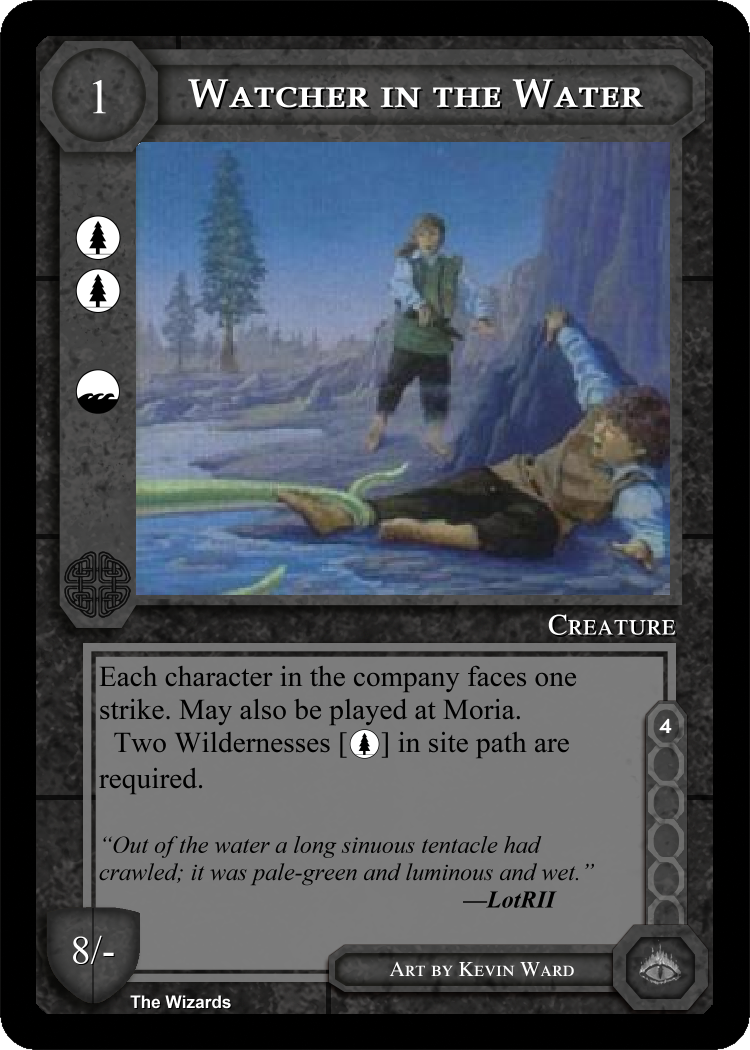 1
WATCHER IN THE WATER
CREATURE
Each character in the company faces one
strike. May also be played at Moria.
Two Wildernesses [ ] in site path are
required.
4
“Out of the water a long sinuous tentacle had
crawled; it was pale-green and luminous and wet.”
—LotRII
8/-
ART BY KEVIN WARD
The Wizards